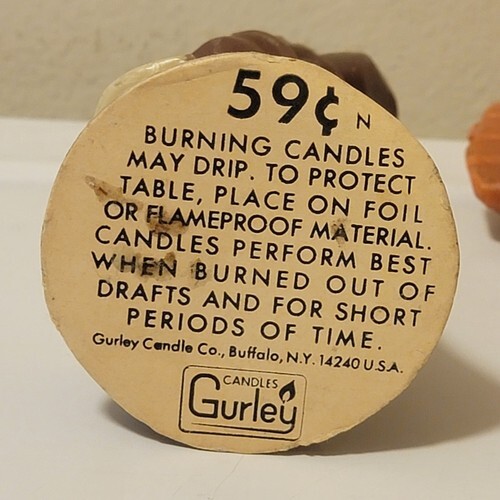 59¢ N
BURNING CANDLES
MAY DRIP. TO PROTECT
TABLE, PLACE ON FOIL
OR FLAMEPROOF MATERIAL.
CANDLES PERFORM BEST
WHEN BURNED OUT OF
DRAFTS AND FOR SHORT
PERIODS OF TIME.
Gurley Candle Co., Buffalo, N.Y. 14240 U.S.A.
CANDLES
Gurley